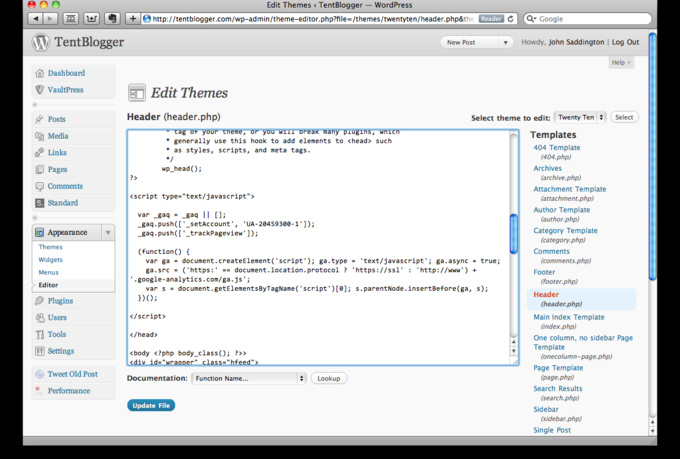 Edit Themes ‹ TentBlogger — WordPress
http://tentblogger.com/wp-admin/theme-editor.php?file=/themes/twentyten/header.php&the
Reader
Google
TentBlogger
New Post
Howdy, John Saddington | Log Out
Help
Dashboard
VaultPress
Posts
Media
Links
Pages
Comments
Standard
Appearance
Themes
Widgets
Menus
Editor
Plugins
Users
Tools
Settings
Tweet Old Post
Performance
Edit Themes
Header (header.php)
Select theme to edit: Twenty Ten Select
* tag of your theme, or you will break many plugins, which
* generally use this hook to add elements to <head> such
* as styles, scripts, and meta tags.
*/
wp_head();
?>
<script type="text/javascript">
var _gaq = _gaq || [];
_gaq.push(['_setAccount', 'UA-20459300-1']);
_gaq.push(['_trackPageview']);
(function() {
var ga = document.createElement('script'); ga.type = 'text/javascript'; ga.async = true;
ga.src = ('https:' == document.location.protocol ? 'https://ssl' : 'http://www') +
'.google-analytics.com/ga.js';
var s = document.getElementsByTagName('script')[0]; s.parentNode.insertBefore(ga, s);
})();
</script>
</head>
<body <?php body_class(); ?>>
<div id="wrapper" class="hfeed">
Documentation: Function Name... Lookup
Update File
Templates
404 Template
(404.php)
Archives
(archive.php)
Attachment Template
(attachment.php)
Author Template
(author.php)
Category Template
(category.php)
Comments
(comments.php)
Footer
(footer.php)
Header
(header.php)
Main Index Template
(index.php)
One column, no sidebar Page
Template
(onecolumn-page.php)
Page Template
(page.php)
Search Results
(search.php)
Sidebar
(sidebar.php)
Single Post